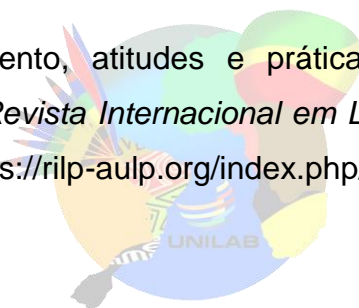 ento, atitudes e prática
Revista Internacional em L
s://rilp-aulp.org/index.php
UNILAB